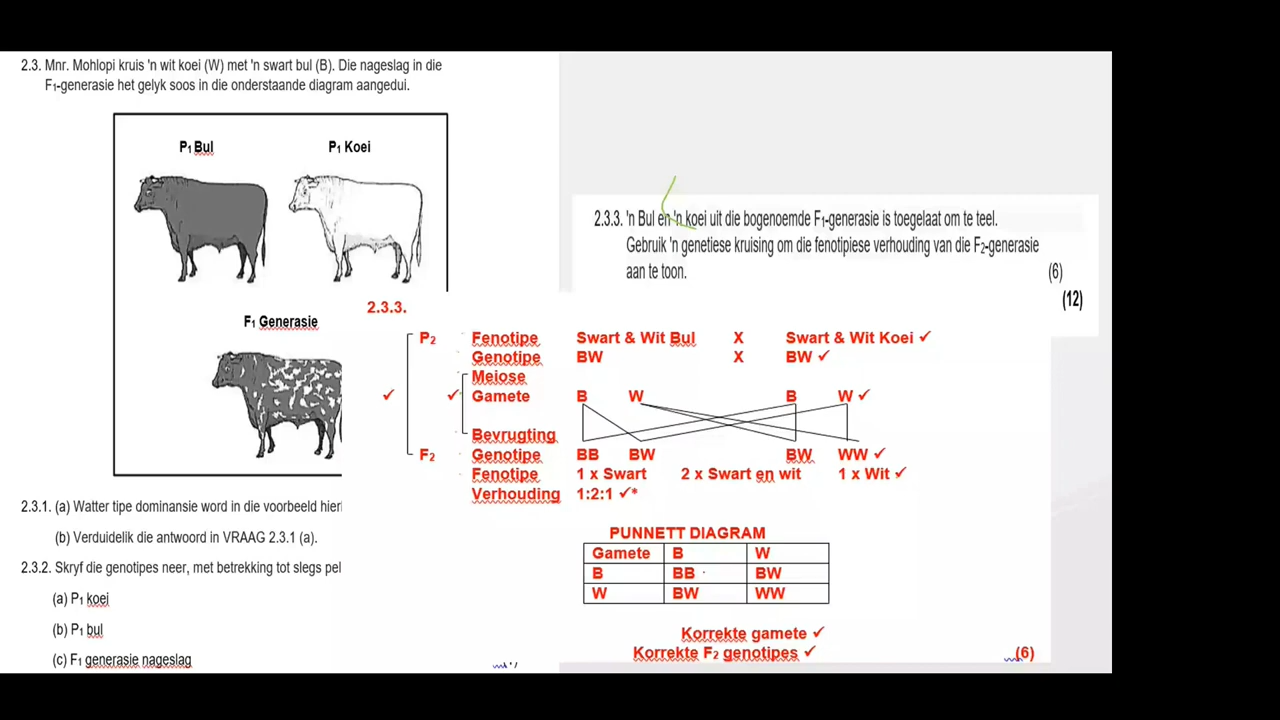 2.3. Mnr. Mohlopi kruis 'n wit koei (W) met 'n swart bul (B). Die nageslag in die
F₁-generasie het gelyk soos in die onderstaande diagram aangedui.
P₁ Bul
P₁ Koei
F₁ Generasie
2.3.1. (a) Watter tipe dominansie word in die voorbeeld
(b) Verduidelik die antwoord in VRAAG 2.3.1 (a).
2.3.2. Skryf die genotipes neer, met betrekking tot slegs
(a) P₁ koei
(b) P₁ bul
(c) F₁ generasie nageslag
2.3.3. 'n Bul en 'n koei uit die bogenoemde F₁-generasie is toegelaat om te teel.
Gebruik 'n genetiese kruising om die fenotipiese verhouding van die F₂-generasie
aan te toon. (6)
(12)
2.3.3.
P₂ Fenotipe Swart & Wit Bul X Swart & Wit Koei ✓
Genotipe BW X BW ✓
Meiose
✓ ✓ Gamete B W B W ✓
Bevrugting
F₂ Genotipe BB BW BW WW ✓
Fenotipe 1 x Swart 2 x Swart en wit 1 x Wit ✓
Verhouding 1:2:1 ✓*
PUNNETT DIAGRAM
Gamete B W
B BB BW
W BW WW
Korrekte gamete ✓
Korrekte F₂ genotipes ✓
(6)